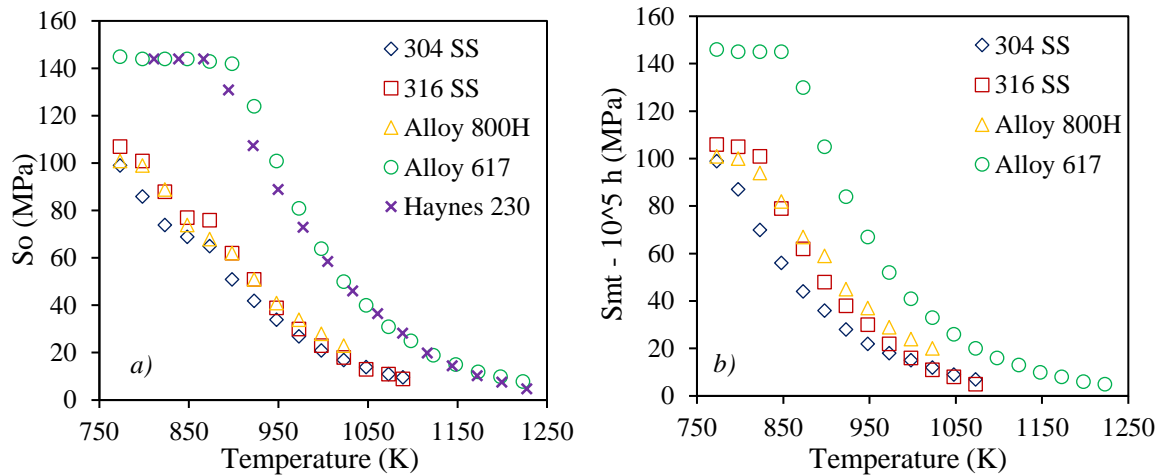 160
140
120
100
80
60
40
20
0
So (MPa)
304 SS
316 SS
Alloy 800H
Alloy 617
Haynes 230
a)
750
850
950
1050
1150
1250
Temperature (K)
160
140
120
100
80
60
40
20
0
Smt - 10^5 h (MPa)
304 SS
316 SS
Alloy 800H
Alloy 617
b)
750
850
950
1050
1150
1250
Temperature (K)